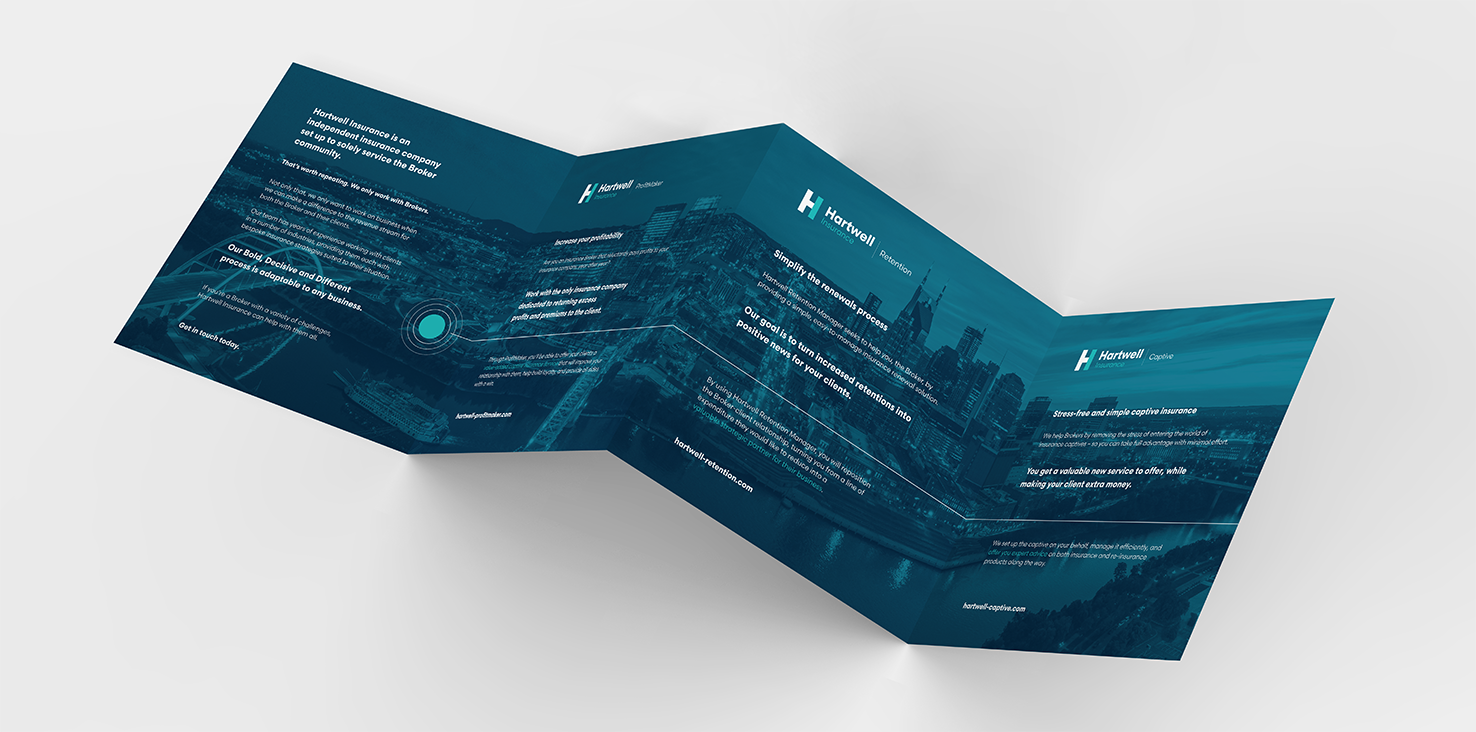 Hartwell Insurance is an
independent insurance company
set up to solely service the Broker
community.
That's worth repeating. We only work with Brokers.
Not only that, we only want to work on business when
we can make a difference to the revenue stream for
both the Broker and their clients.
Our team has years of experience working with clients
in a number of industries, providing them each with
bespoke insurance strategies suited to their situation.
Our Bold, Decisive and Different
process is adaptable to any business.
If you're a Broker with a variety of challenges,
Hartwell Insurance can help with them all.
Get in touch today.
Hartwell ProfitMaker
Insurance
Increase your profitability
Are you an insurance Broker that
insurance company, your client
Work with the only insurance company
dedicated to returning excess
profits and premiums to the client.
Through ProfitMaker, you'll be able to offer your clients a
that will improve your
relationship with them, help build loyalty and provide all sides
with a win.
hartwell-profitmaker.com
Hartwell Retention
Insurance
Simplify the renewals process
Hartwell Retention Manager seeks to help you, the Broker, by
providing a simple, easy-to-manage insurance renewal solution.
Our goal is to turn increased retentions into
positive news for your clients.
By using Hartwell Retention Manager, you will reposition
the Broker-client relationship, turning you from a line of
expenditure they would like to reduce into a
valuable strategic partner for their business.
hartwell-retention.com
Hartwell Captive
Insurance
Stress-free and simple captive insurance
We help Brokers by removing the stress of entering the world of
insurance captives – so you can take full advantage with minimal effort.
You get a valuable new service to offer, while
making your client extra money.
We set up the captive on your behalf, manage it efficiently, and
offer you expert advice on both insurance and re-insurance
products along the way.
hartwell-captive.com